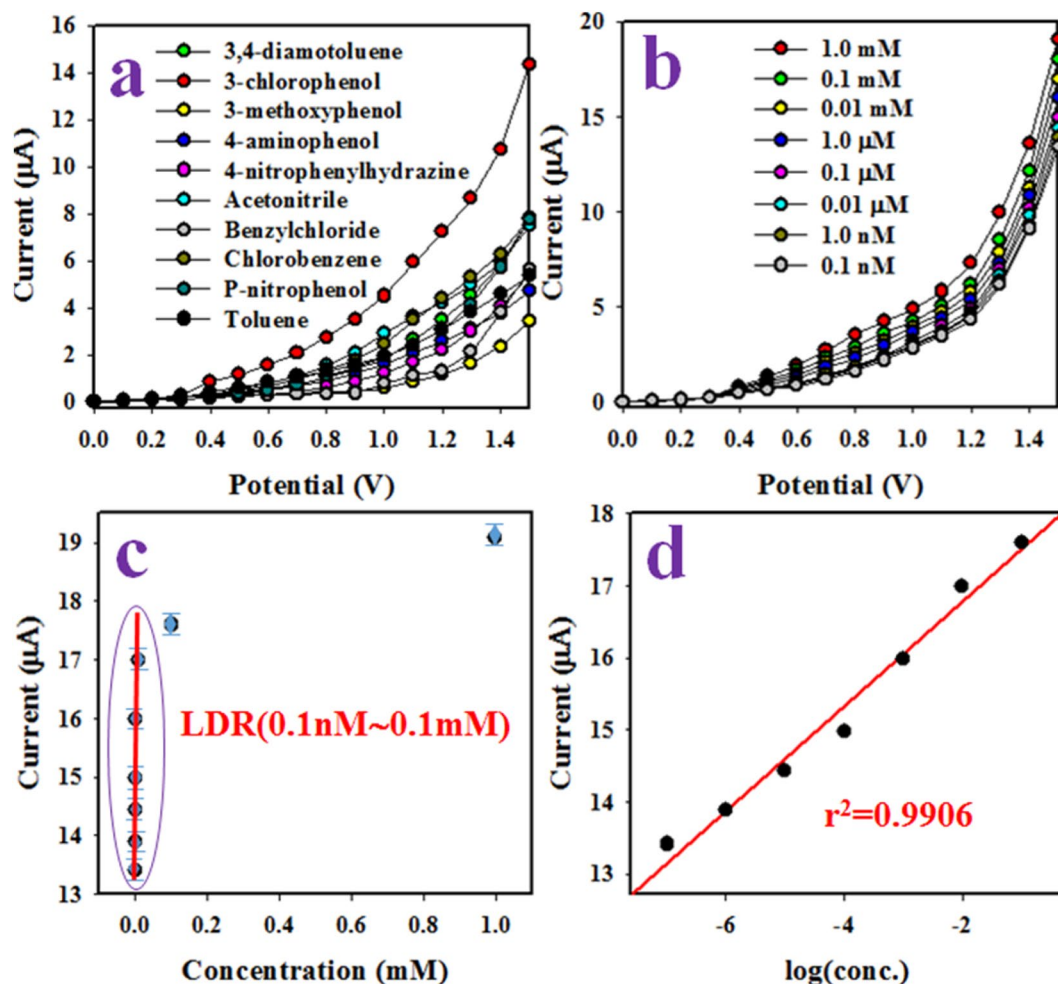 a
3,4-diamotoluene
3-chlorophenol
3-methoxyphenol
4-aminophenol
4-nitrophenylhydrazine
Acetonitrile
Benzylchloride
Chlorobenzene
P-nitrophenol
Toluene
Current (µA)
16
14
12
10
8
6
4
2
0
0.0 0.2 0.4 0.6 0.8 1.0 1.2 1.4
Potential (V)
b
1.0 mM
0.1 mM
0.01 mM
1.0 µM
0.1 µM
0.01 µM
1.0 nM
0.1 nM
Current (µA)
20
15
10
5
0
0.0 0.2 0.4 0.6 0.8 1.0 1.2 1.4
Potential (V)
c
LDR(0.1nM~0.1mM)
Current (µA)
19
18
17
16
15
14
13
0.0 0.2 0.4 0.6 0.8 1.0
Concentration (mM)
d
r²=0.9906
Current (µA)
18
17
16
15
14
13
-6 -4 -2
log(conc.)